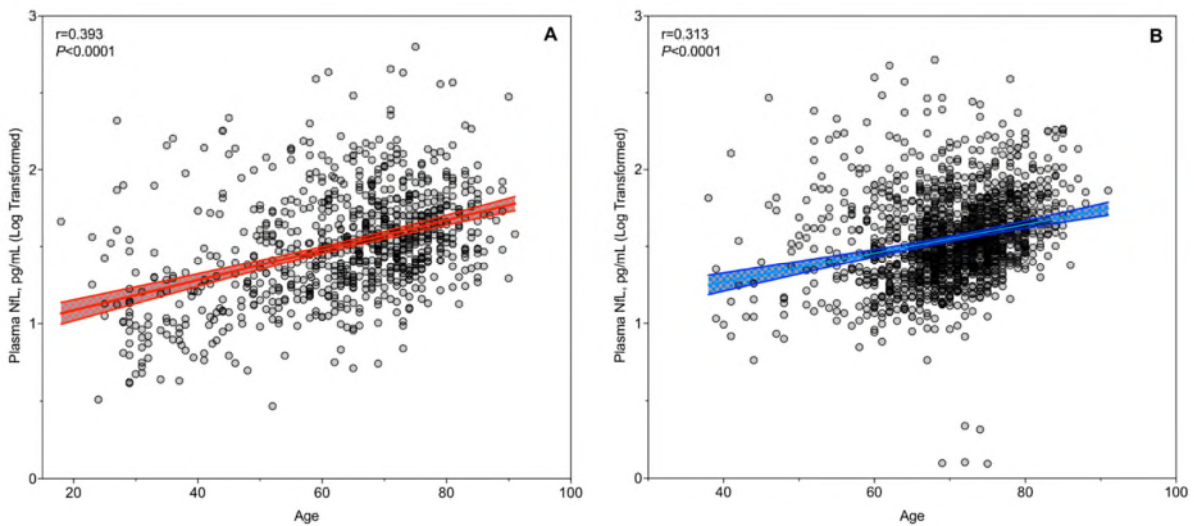 r=0.393
P<0.0001
A
3
2
1
0
Plasma NfL, pg/mL (Log Transformed)
20 40 60 80 100
Age
r=0.313
P<0.0001
B
3
2
1
0
Plasma NfL, pg/mL (Log Transformed)
40 60 80 100
Age